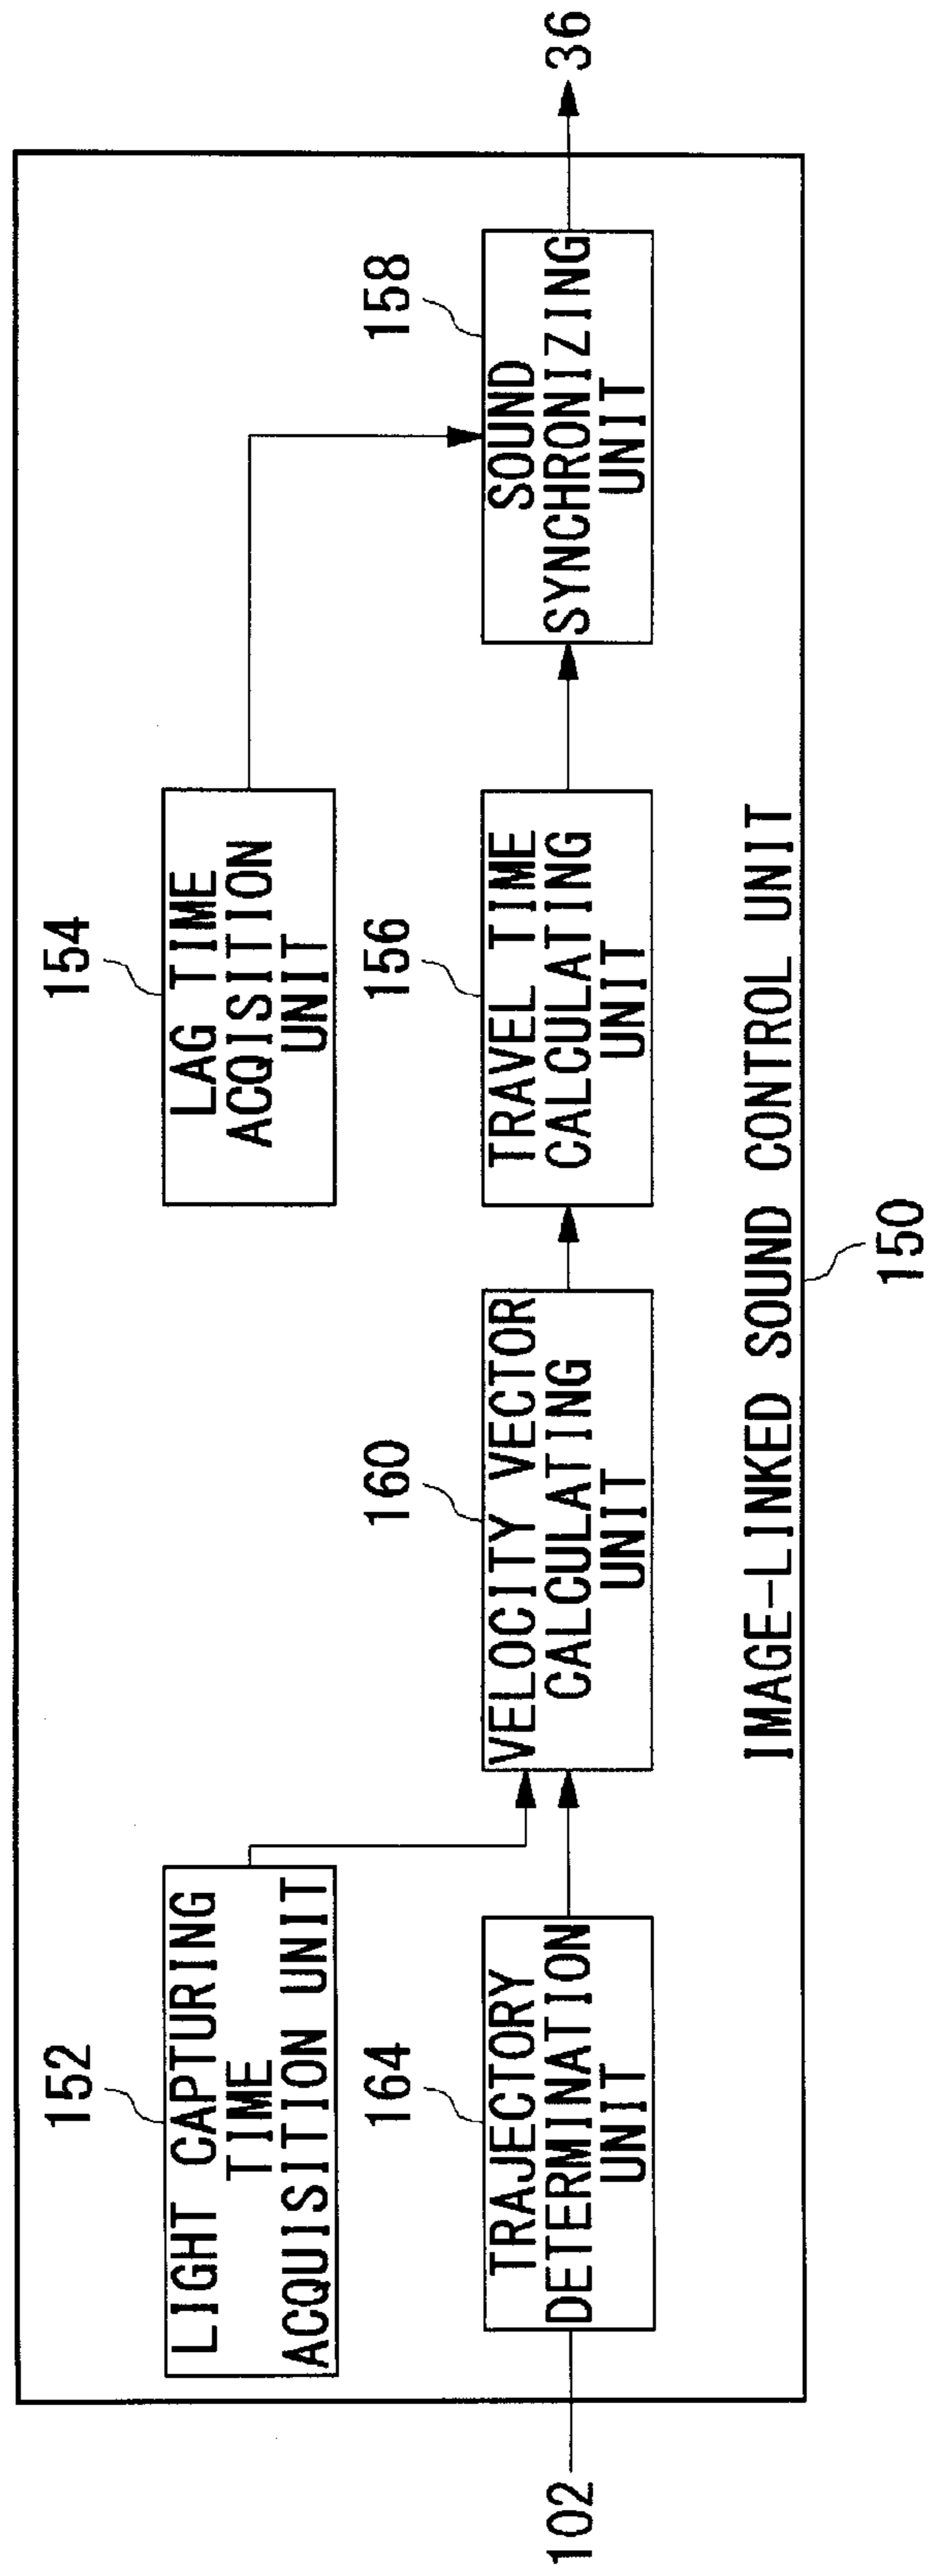 152
LIGHT CAPTURING
TIME
ACQUISITION UNIT
154
LAG TIME
ACQISITION
UNIT
102
164
TRAJECTORY
DETERMINATION
UNIT
160
VELOCITY VECTOR
CALCULATING
UNIT
156
TRAVEL TIME
CALCULATING
UNIT
158
SOUND
SYNCHRONIZING
UNIT
36
IMAGE-LINKED SOUND CONTROL UNIT
150